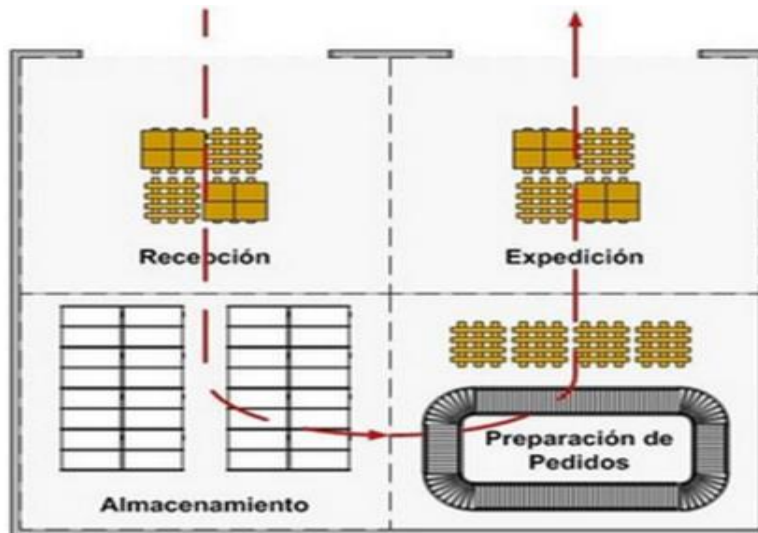 Recepción
Expedición
Almacenamiento
Preparación de
Pedidos